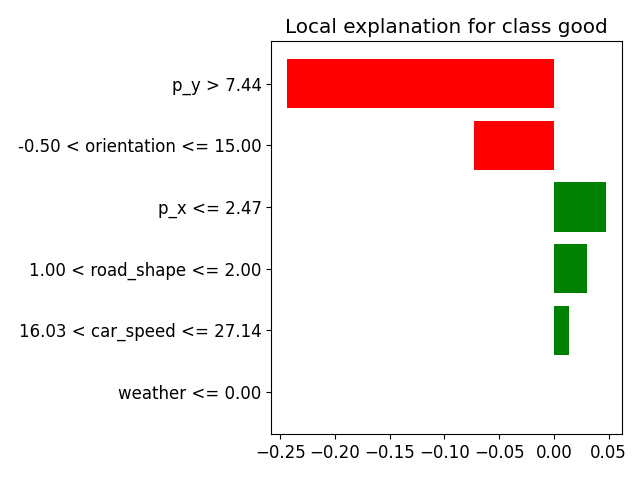 Local explanation for class good
p_y > 7.44
-0.50 < orientation <= 15.00
p_x <= 2.47
1.00 < road_shape <= 2.00
16.03 < car_speed <= 27.14
weather <= 0.00
−0.25 −0.20 −0.15 −0.10 −0.05 0.00 0.05